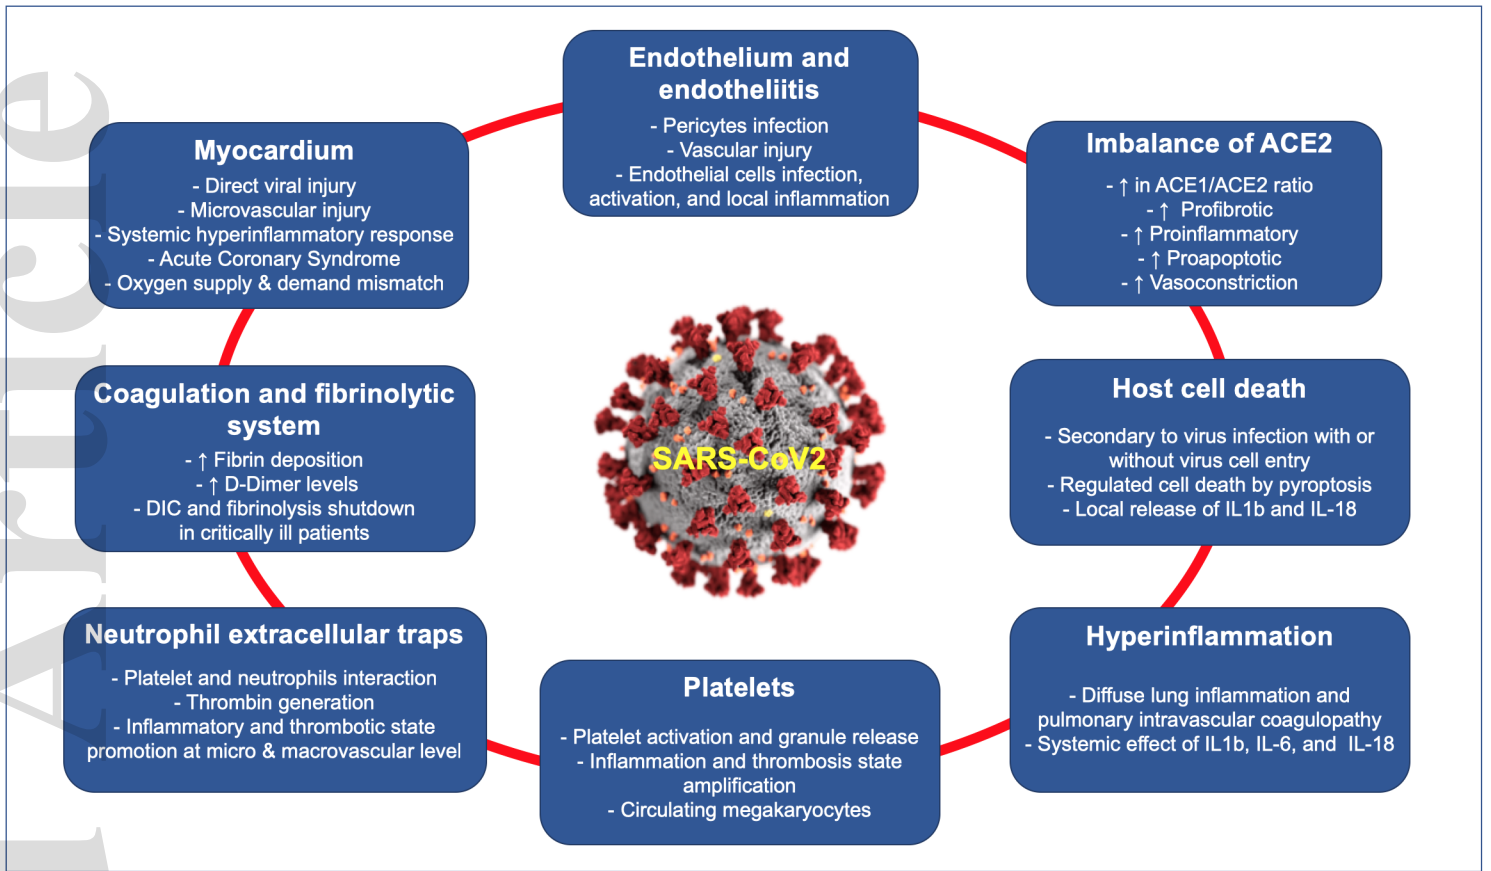 Endothelium and
endotheliitis
- Pericytes infection
- Vascular injury
- Endothelial cells infection,
activation, and local inflammation
Imbalance of ACE2
- ↑ in ACE1/ACE2 ratio
- ↑ Profibrotic
- ↑ Proinflammatory
- ↑ Proapoptotic
- ↑ Vasoconstriction
Host cell death
- Secondary to virus infection with or
without virus cell entry
- Regulated cell death by pyroptosis
- Local release of IL1b and IL-18
Hyperinflammation
- Diffuse lung inflammation and
pulmonary intravascular coagulopathy
- Systemic effect of IL1b, IL-6, and IL-18
Platelets
- Platelet activation and granule release
- Inflammation and thrombosis state
amplification
- Circulating megakaryocytes
Neutrophil extracellular traps
- Platelet and neutrophils interaction
- Thrombin generation
- Inflammatory and thrombotic state
promotion at micro & macrovascular level
Coagulation and fibrinolytic
system
- ↑ Fibrin deposition
- ↑ D-Dimer levels
- DIC and fibrinolysis shutdown
in critically ill patients
Myocardium
- Direct viral injury
- Microvascular injury
- Systemic hyperinflammatory response
- Acute Coronary Syndrome
- Oxygen supply & demand mismatch
SARS-CoV2
Article